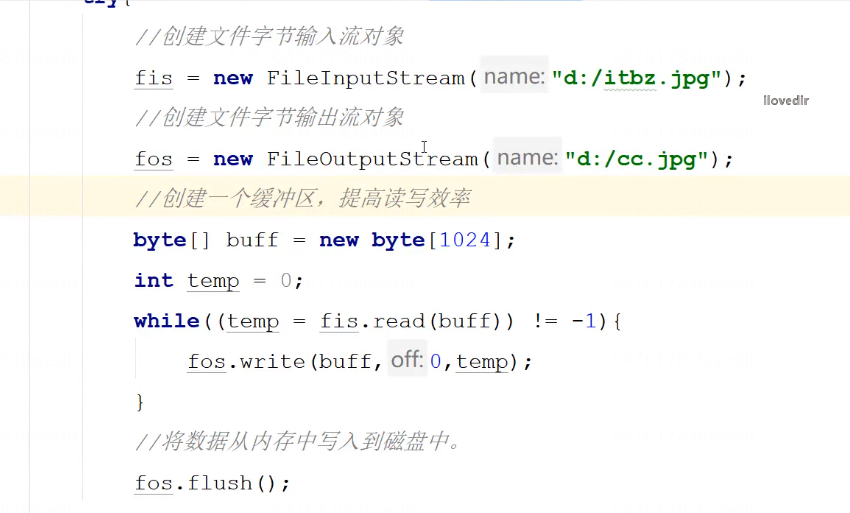 try{
//创建文件字节输入流对象
fis = new FileInputStream( name: "d:/itbz.jpg");
llovedlr
//创建文件字节输出流对象
fos = new FileOutputStream( name: "d:/cc.jpg");
//创建一个缓冲区，提高读写效率
byte[] buff = new byte[1024];
int temp = 0;
while((temp = fis.read(buff)) != -1){
fos.write(buff, off: 0,temp);
}
//将数据从内存中写入到磁盘中。
fos.flush();